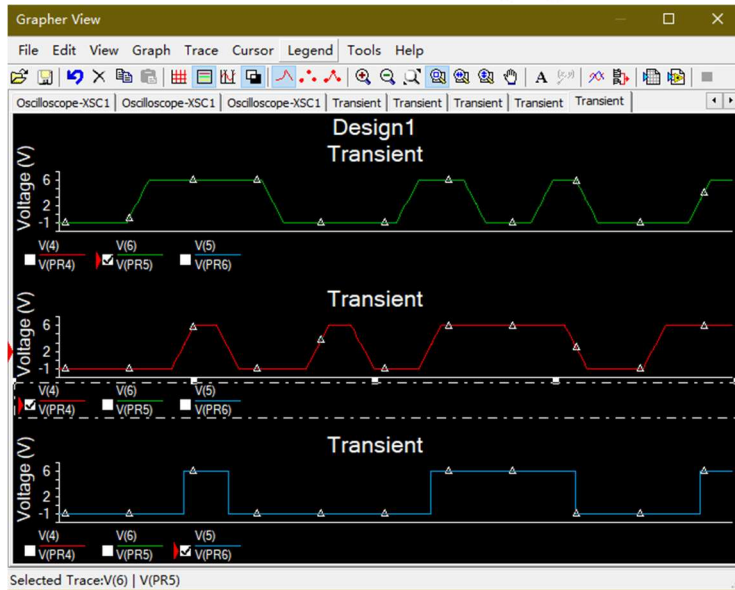 Grapher View
File Edit View Graph Trace Cursor Legend Tools Help
Oscilloscope-XSC1 Oscilloscope-XSC1 Oscilloscope-XSC1 Transient Transient Transient Transient Transient
Design1
Transient
Voltage (V)
6
2
-1
V(4) V(6) V(5)
V(PR4) V(PR5) V(PR6)
Transient
Voltage (V)
6
2
-1
V(4) V(6) V(5)
V(PR4) V(PR5) V(PR6)
Transient
Voltage (V)
6
2
-1
V(4) V(6) V(5)
V(PR4) V(PR5) V(PR6)
Selected Trace:V(6) | V(PR5)